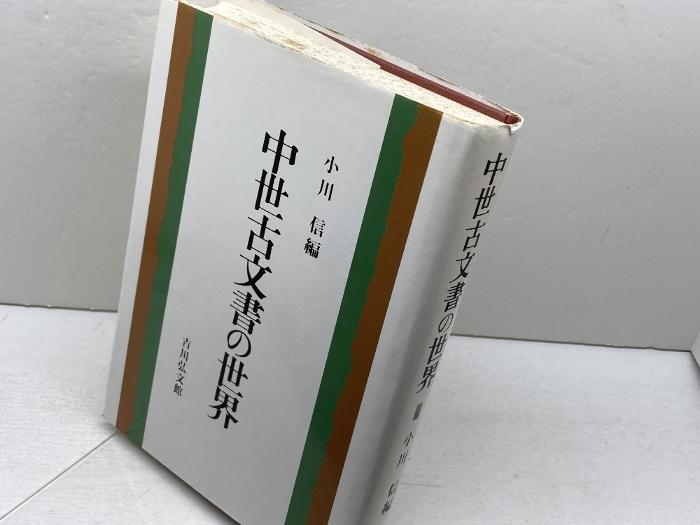 小川 信編
中世古文書の世界
吉川弘文館
中世古文書の世界
小川 信編